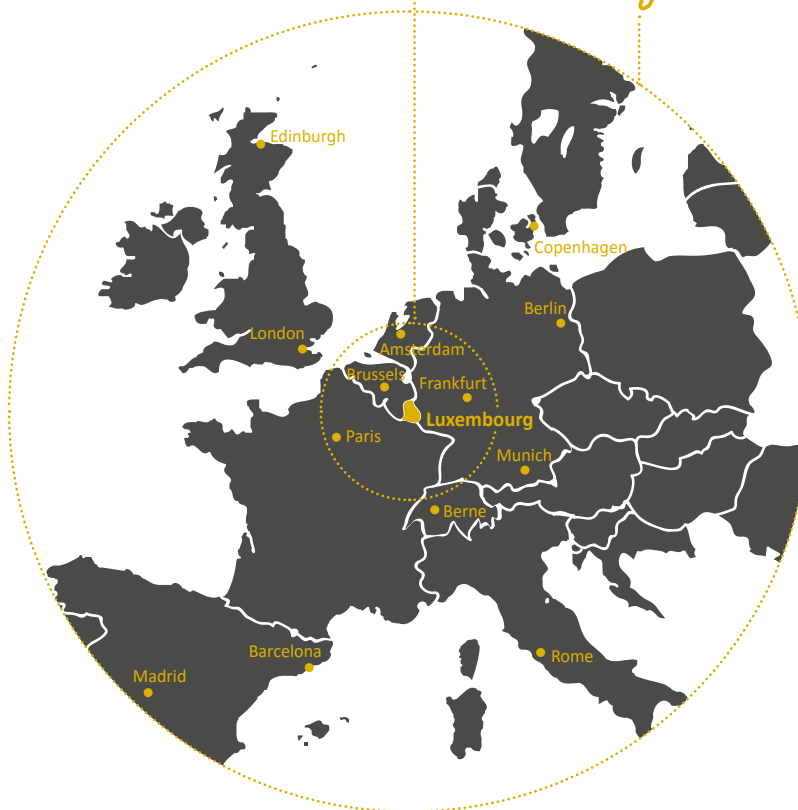 Edinburgh
Copenhagen
Berlin
London
Amsterdam
Brussels
Frankfurt
Luxembourg
Paris
Munich
Berne
Barcelona
Rome
Madrid